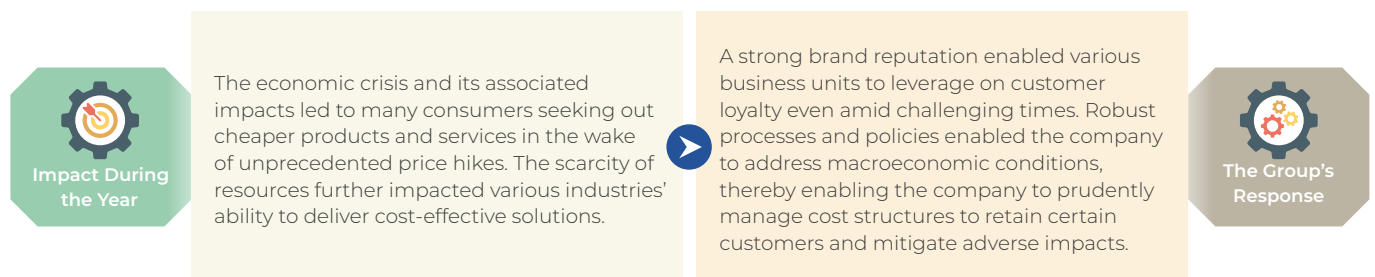 Impact During
the Year
The economic crisis and its associated
impacts led to many consumers seeking out
cheaper products and services in the wake
of unprecedented price hikes. The scarcity of
resources further impacted various industries’
ability to deliver cost-effective solutions.
A strong brand reputation enabled various
business units to leverage on customer
loyalty even amid challenging times. Robust
processes and policies enabled the company
to address macroeconomic conditions,
thereby enabling the company to prudently
manage cost structures to retain certain
customers and mitigate adverse impacts.
The Group’s
Response